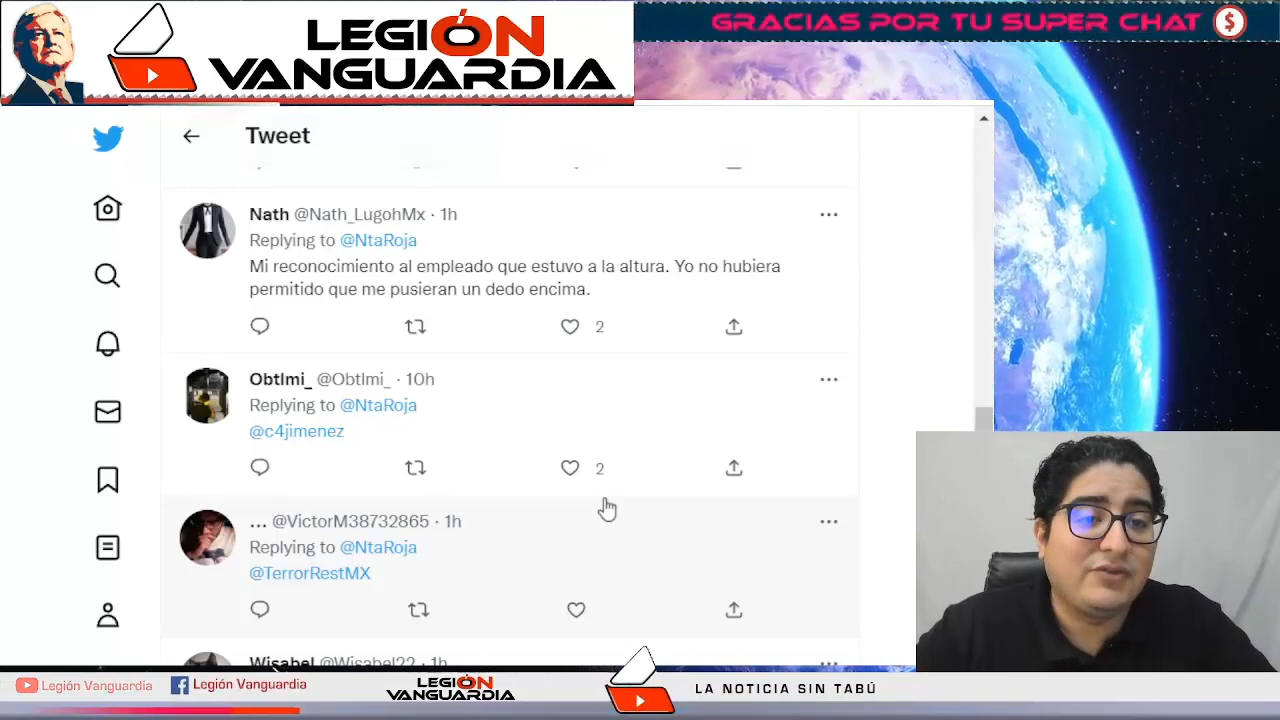 LEGIÓN
VANGUARDIA
GRACIAS POR TU SUPER CHAT
$
Tweet
Nath @Nath_LugohMx · 1h
Replying to @NtaRoja
Mi reconocimiento al empleado que estuvo a la altura. Yo no hubiera
permitido que me pusieran un dedo encima.
2
Obtlmi_ @Obtlmi_ · 10h
Replying to @NtaRoja
@c4jimenez
2
... @VictorM38732865 · 1h
Replying to @NtaRoja
@TerrorRestMX
Wisabel @Wisabel22 · 1h
Legión Vanguardia
Legión Vanguardia
LEGIÓN
VANGUARDIA
LA NOTICIA SIN TABÚ